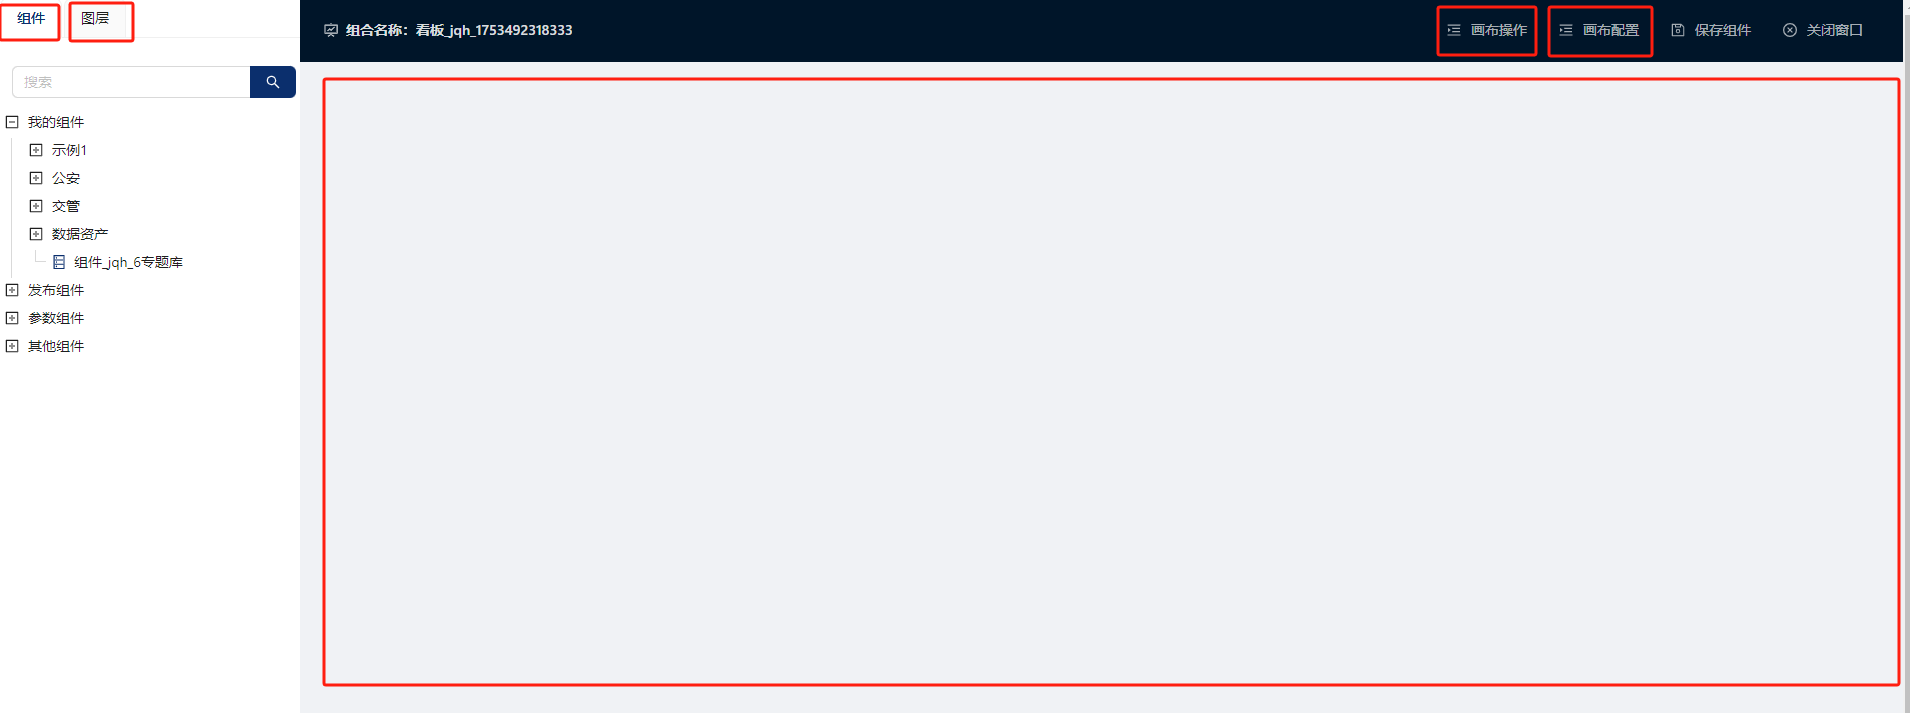 组件 图层
搜索
我的组件
示例1
公安
交管
数据资产
组件_jqh_6专题库
发布组件
参数组件
其他组件
组合名称：看板_jqh_1753492318333
画布操作 画布配置 保存组件 关闭窗口